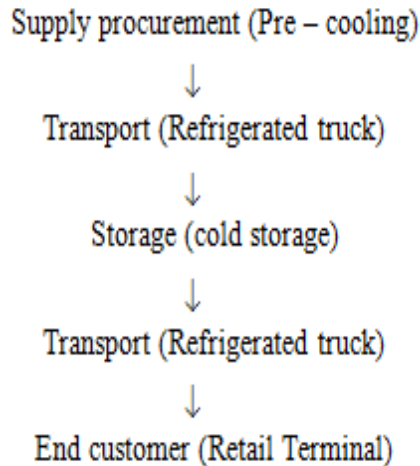 Supply procurement (Pre – cooling)
↓
Transport (Refrigerated truck)
↓
Storage (cold storage)
↓
Transport (Refrigerated truck)
↓
End customer (Retail Terminal)